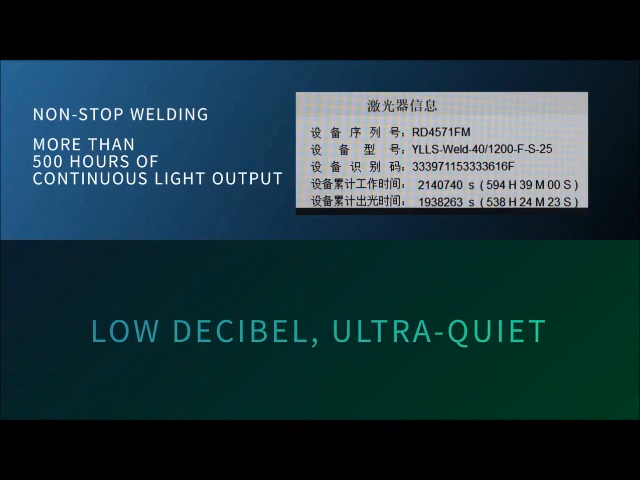 NON-STOP WELDING
MORE THAN
500 HOURS OF
CONTINUOUS LIGHT OUTPUT
激光器信息
设备序列号：RD4571FM
设备型号：YLLS-Weld-40/1200-F-S-25
设备识别码：333971153333616F
设备累计工作时间： 2140740 s ( 594 H 39 M 00 S )
设备累计出光时间： 1938263 s ( 538 H 24 M 23 S )
LOW DECIBEL, ULTRA-QUIET